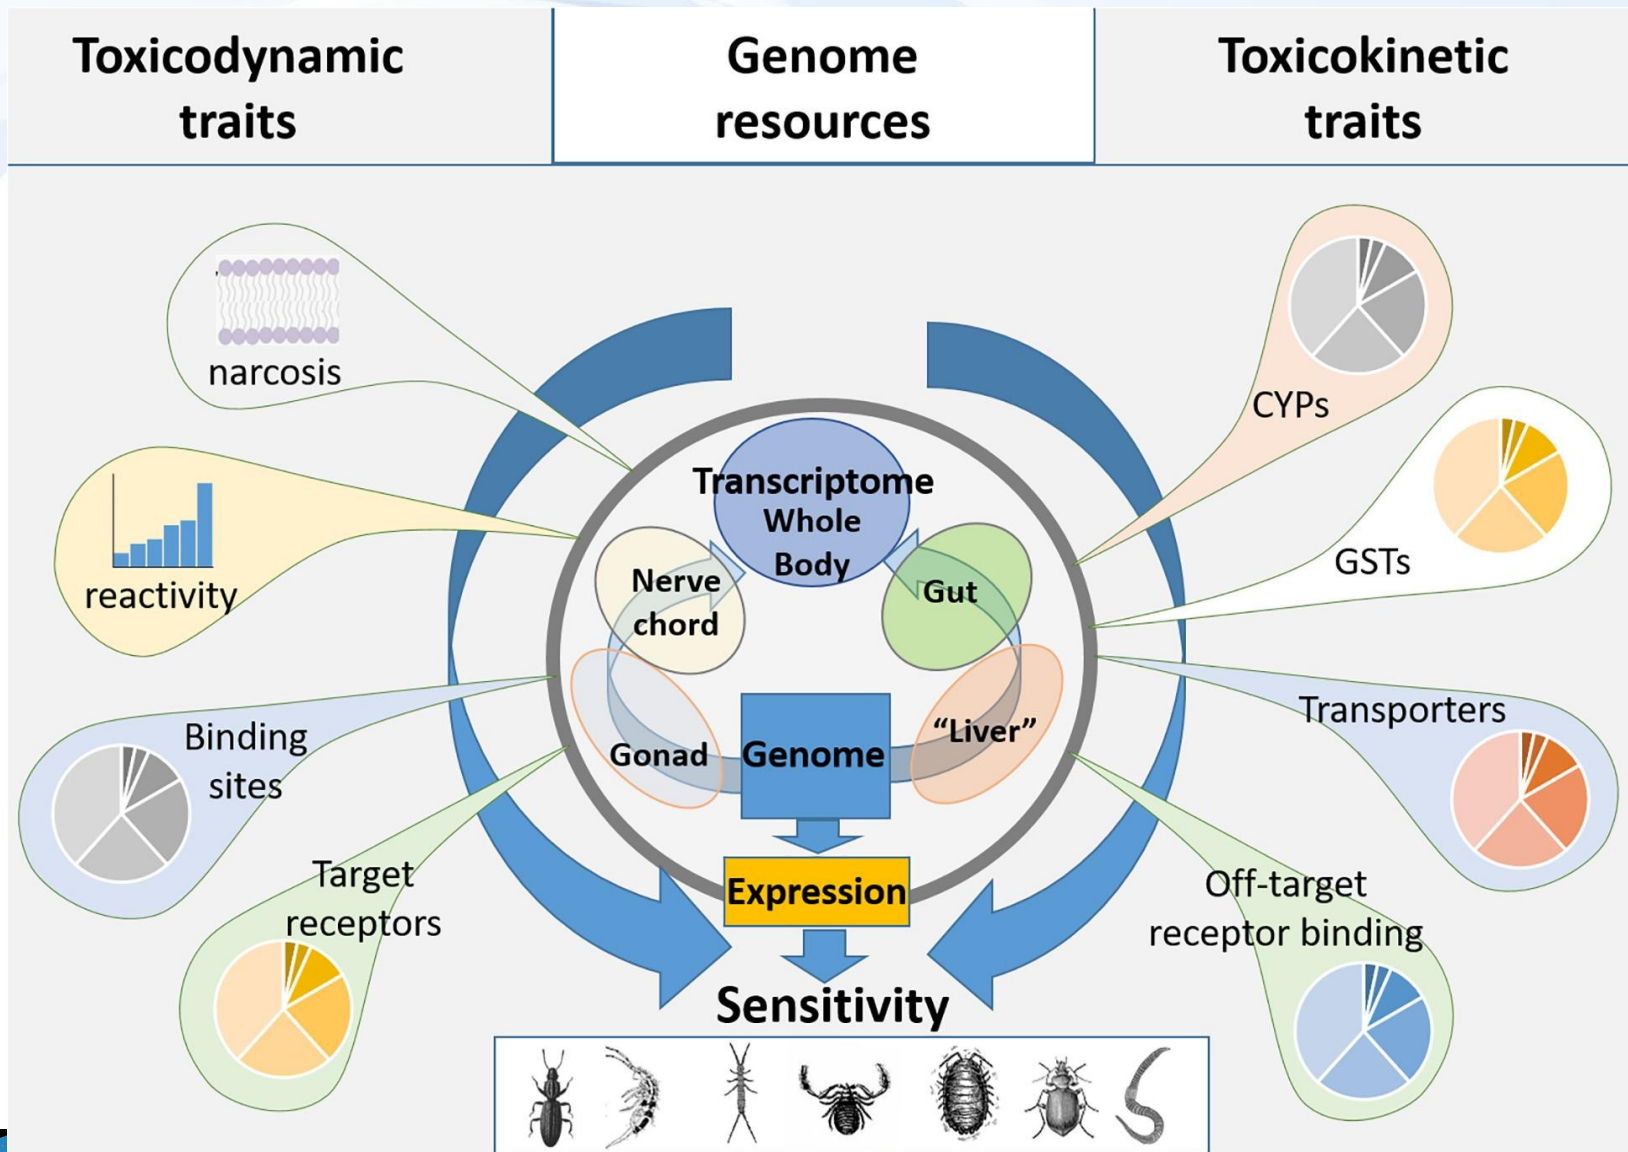 Toxicodynamic
traits
Genome
resources
Toxicokinetic
traits
narcosis
reactivity
Binding
sites
Target
receptors
Transcriptome
Whole
Body
Nerve
chord
Gut
Gonad
Genome
“Liver”
Expression
Sensitivity
CYPs
GSTs
Transporters
Off-target
receptor binding